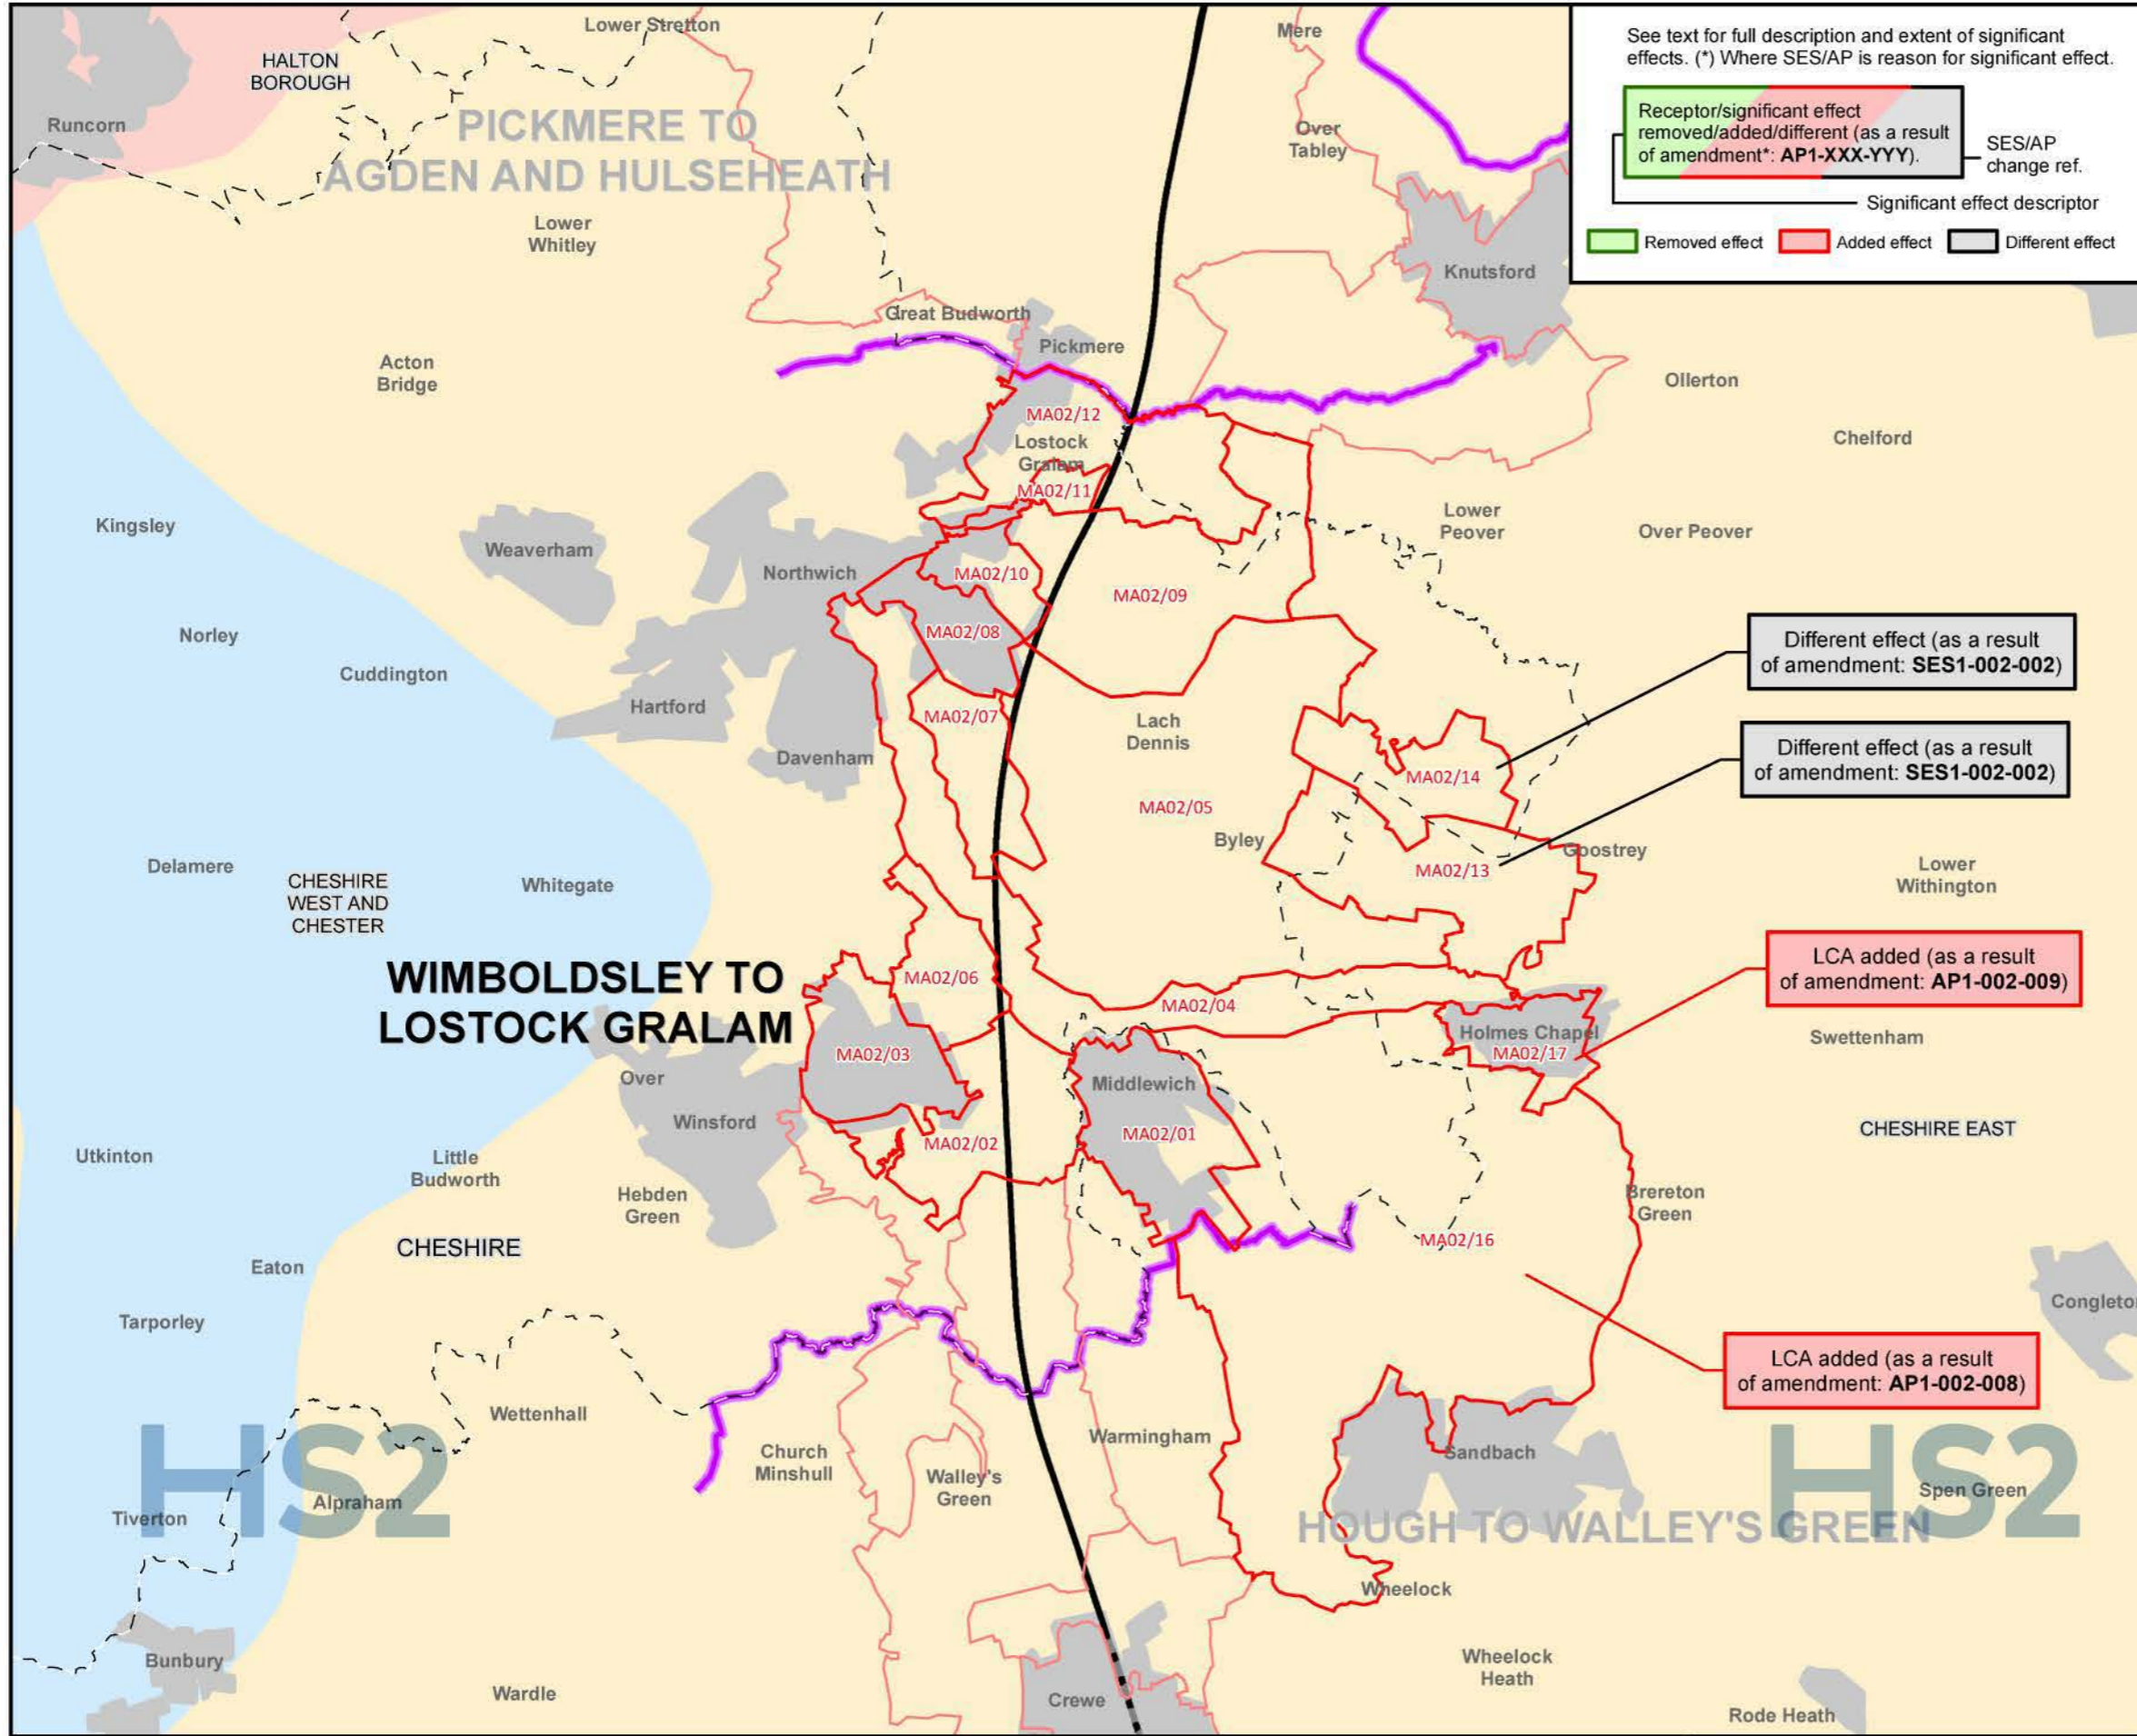 See text for full description and extent of significant
effects. (*) Where SES/AP is reason for significant effect.
Receptor/significant effect
removed/added/different (as a result
of amendment*: AP1-XXX-YYY).
SES/AP
change ref.
Significant effect descriptor
Removed effect
Added effect
Different effect
Lower Stretton
Mere
HALTON
BOROUGH
Runcorn
PICKMERE TO
AGDEN AND HULSEHEATH
Over
Tabley
Lower
Whitley
Knutsford
Great Budworth
Pickmere
Acton
Bridge
Ollerton
MA02/12
Lostock
Gralam
Chelford
MA02/11
Kingsley
Lower
Peover
Over Peover
Weaverham
Northwich
MA02/10
MA02/09
Norley
MA02/08
Different effect (as a result
of amendment: SES1-002-002)
Cuddington
Hartford
MA02/07
Lach
Dennis
Different effect (as a result
of amendment: SES1-002-002)
Davenham
MA02/14
MA02/05
Byley
Goostrey
Delamere
MA02/13
Lower
Withington
CHESHIRE
WEST AND
CHESTER
Whitegate
WIMBOLDSLEY TO
LOSTOCK GRALAM
MA02/06
LCA added (as a result
of amendment: AP1-002-009)
MA02/04
Holmes Chapel
MA02/17
Swettenham
MA02/03
Over
Middlewich
Winsford
CHESHIRE EAST
MA02/02
MA02/01
Utkinton
Little
Budworth
Hebden
Green
Brereton
Green
CHESHIRE
MA02/16
Eaton
Congleto
Tarporley
LCA added (as a result
of amendment: AP1-002-008)
Wettenhall
Church
Minshull
Warmingham
Sandbach
Walley's
Green
HS2
HS2
Alpraham
Tiverton
Spen Green
HOUGH TO WALLEY'S GREEN
Wheelock
Bunbury
Wheelock
Heath
Wardle
Crewe
Rode Heath